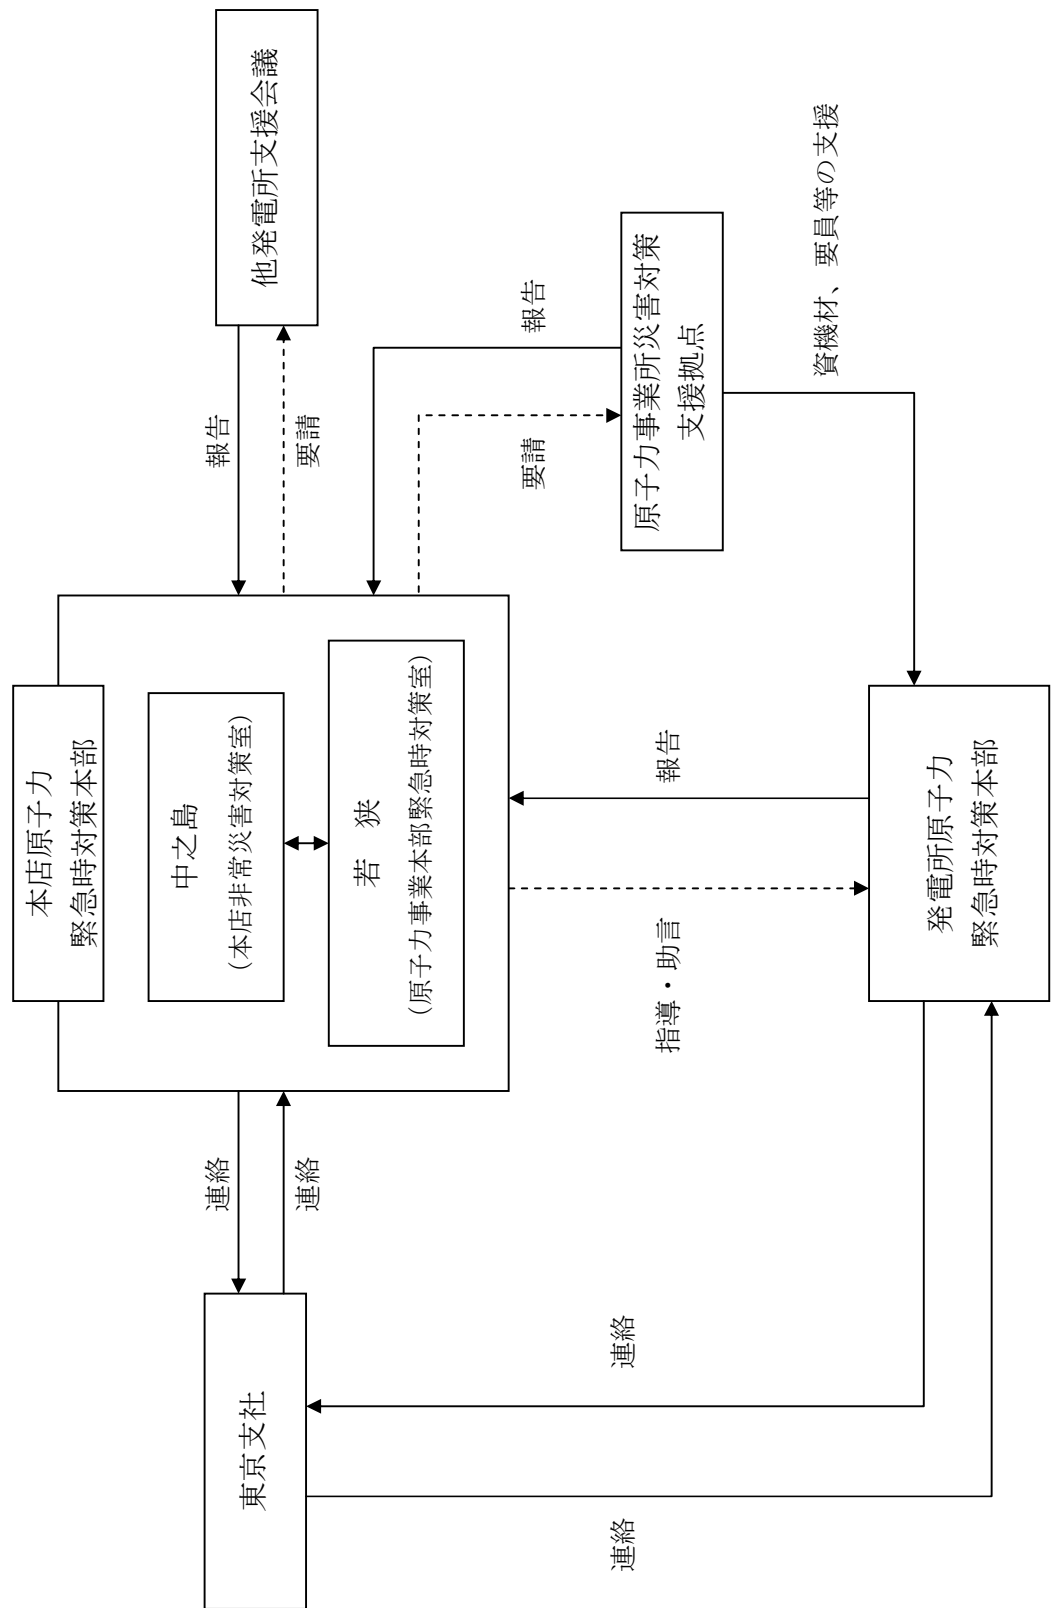 本店原子力
緊急時対策本部
中之島
(本店非常災害対策室)
若　狭
(原子力事業本部緊急時対策室)
東京支社
連絡
連絡
報告
要請
他発電所支援会議
報告
要請
原子力事業所災害対策
支援拠点
資機材、要員等の支援
指導・助言
報告
連絡
連絡
発電所原子力
緊急時対策本部